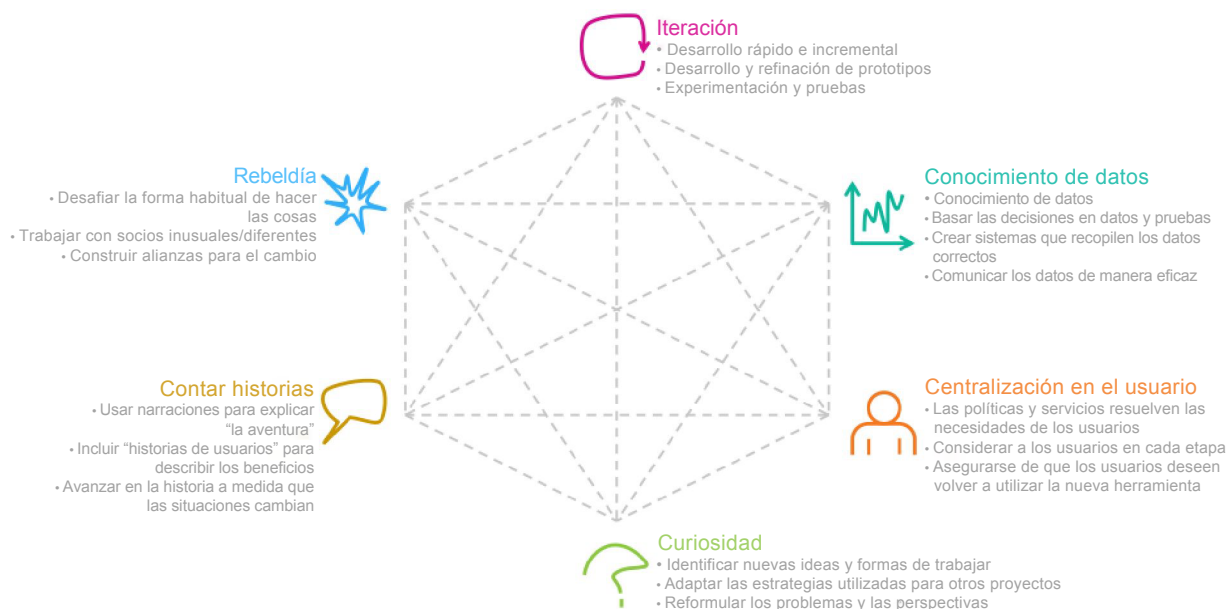 Iteración
• Desarrollo rápido e incremental
• Desarrollo y refinación de prototipos
• Experimentación y pruebas
Rebeldía
• Desafiar la forma habitual de hacer
las cosas
• Trabajar con socios inusuales/diferentes
• Construir alianzas para el cambio
Conocimiento de datos
• Conocimiento de datos
• Basar las decisiones en datos y pruebas
• Crear sistemas que recopilen los datos
correctos
• Comunicar los datos de manera eficaz
Contar historias
• Usar narraciones para explicar
“la aventura”
• Incluir “historias de usuarios” para
describir los beneficios
• Avanzar en la historia a medida que
las situaciones cambian
Centralización en el usuario
• Las políticas y servicios resuelven las
necesidades de los usuarios
• Considerar a los usuarios en cada etapa
• Asegurarse de que los usuarios deseen
volver a utilizar la nueva herramienta
Curiosidad
• Identificar nuevas ideas y formas de trabajar
• Adaptar las estrategias utilizadas para otros proyectos
• Reformular los problemas y las perspectivas